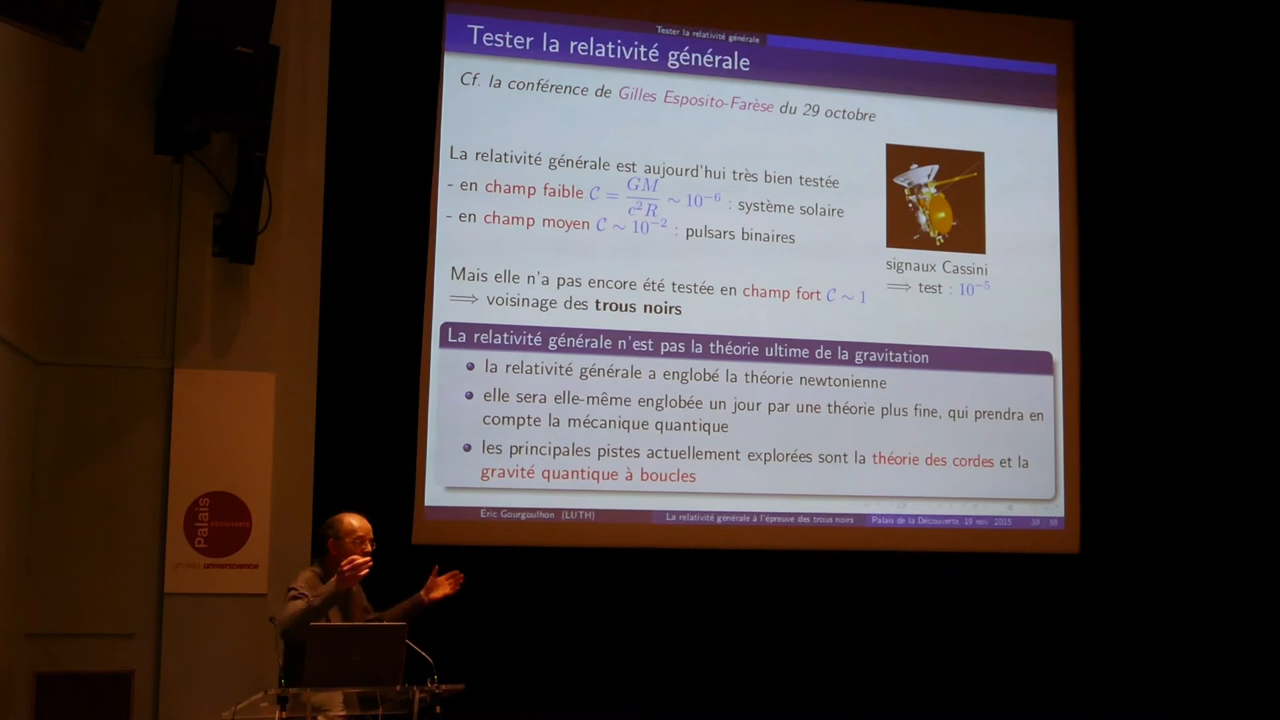 Tester la relativité générale
Tester la relativité générale
Cf. la conférence de Gilles Esposito-Farèse du 29 octobre
La relativité générale est aujourd'hui très bien testée
- en champ faible C = GM/c²R ∼ 10⁻⁶ : système solaire
- en champ moyen C ∼ 10⁻² : pulsars binaires
signaux Cassini
⟹ test : 10⁻⁵
Mais elle n'a pas encore été testée en champ fort C ∼ 1
⟹ voisinage des trous noirs
La relativité générale n'est pas la théorie ultime de la gravitation
la relativité générale a englobé la théorie newtonienne
elle sera elle-même englobée un jour par une théorie plus fine, qui prendra en
compte la mécanique quantique
les principales pistes actuellement explorées sont la théorie des cordes et la
gravité quantique à boucles
Éric Gourgoulhon (LUTH) La relativité générale à l'épreuve des trous noirs Palais de la Découverte, 19 nov. 2015
Palais
découverte
universcience